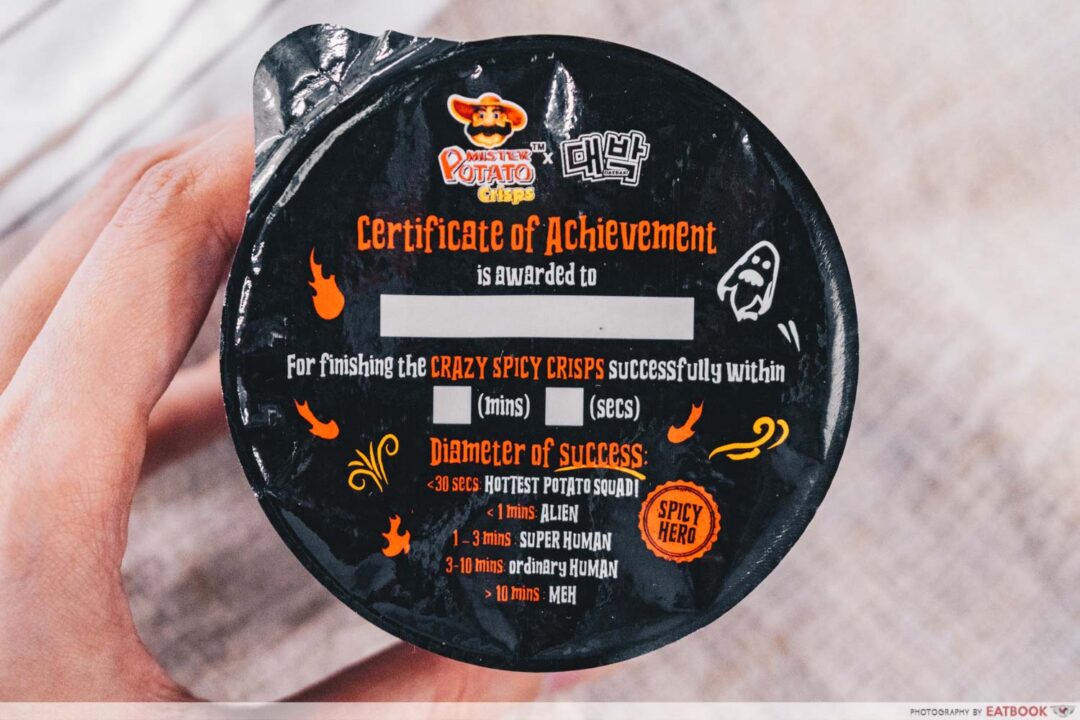 MISTER
POTATO™ x 대박
DAEBAK
Crisps
Certificate of Achievement
is awarded to
For finishing the CRAZY SPICY CRISPS successfully within
(mins) (secs)
Diameter of success:
<30 secs: HOTTEST POTATO SQUAD!
< 1 mins: ALIEN
1 - 3 mins : SUPER HUMAN
3-10 mins: ordinary HUMAN
> 10 mins : MEH
SPICY
HERO
PHOTOGRAPHY BY EATBOOK